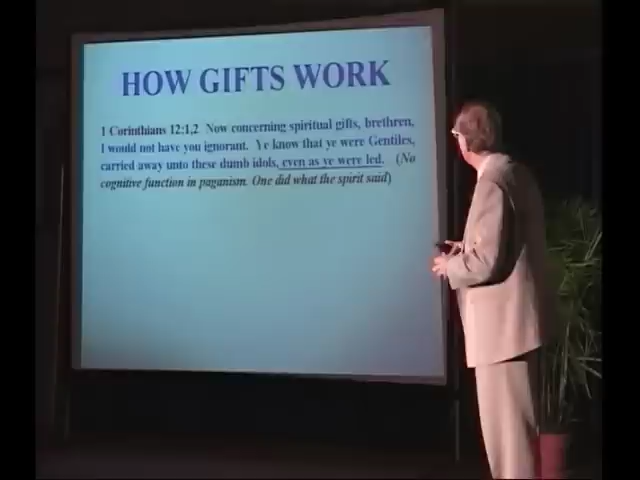 HOW GIFTS WORK
1 Corinthians 12:1,2 Now concerning spiritual gifts, brethren,
I would not have you ignorant. Ye know that ye were Gentiles,
carried away unto these dumb idols, even as ye were led. (No
cognitive function in paganism. One did what the spirit said)